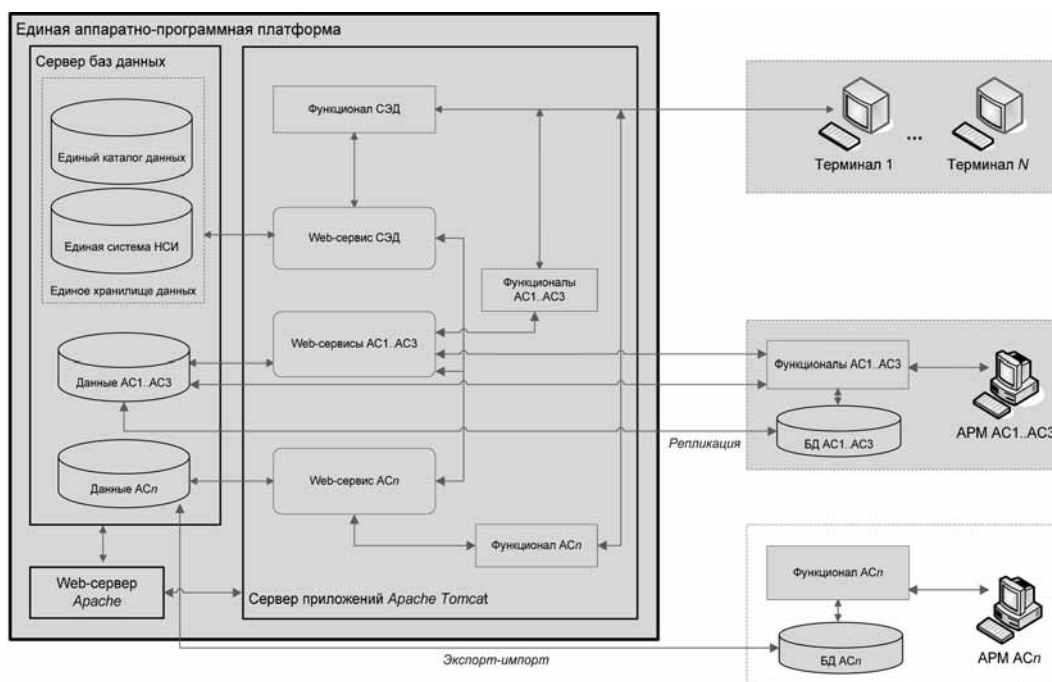 Единая аппаратно-программная платформа
Сервер баз данных
Единый каталог данных
Единая система НСИ
Единое хранилище данных
Данные АС1..АС3
Данные АСn
Web-сервер
Apache
Функционал СЭД
Web-сервис СЭД
Функционалы
АС1..АС3
Web-сервисы АС1..АС3
Web-сервис АСn
Функционал АСn
Сервер приложений Apache Tomcat
Терминал 1
...
Терминал N
Функционалы АС1..АС3
БД АС1..АС3
АРМ АС1..АС3
Репликация
Функционал АСn
БД АСn
АРМ АСn
Экспорт-импорт